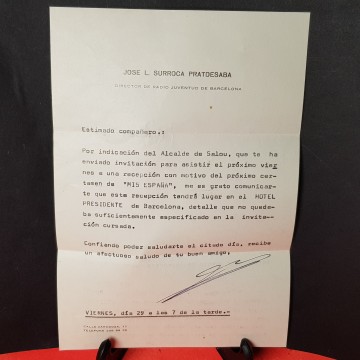 JOSE L. SURROCA PRATDESABA
DIRECTOR DE RADIO JUVENTUD DE BARCELONA
Estimado compañero.:
Por indicación del Alcalde de Salou, que te ha
enviado invitación para asistir el próximo vier
nes a una recepción con motivo del próximo cer-
tamen de "MIS ESPAÑA", me es grato comunicar-
te que esta recepción tendrá lugar en el HOTEL
PRESIDENTE de Barcelona, detalle que no queda-
ba suficientemente especificado en la invita-
ción cursada.
Confiando poder saludarte el citado día, recibe
un afectuoso saludo de tu buen amigo,
VIERNES, día 29 a las 7 de la tarde.-